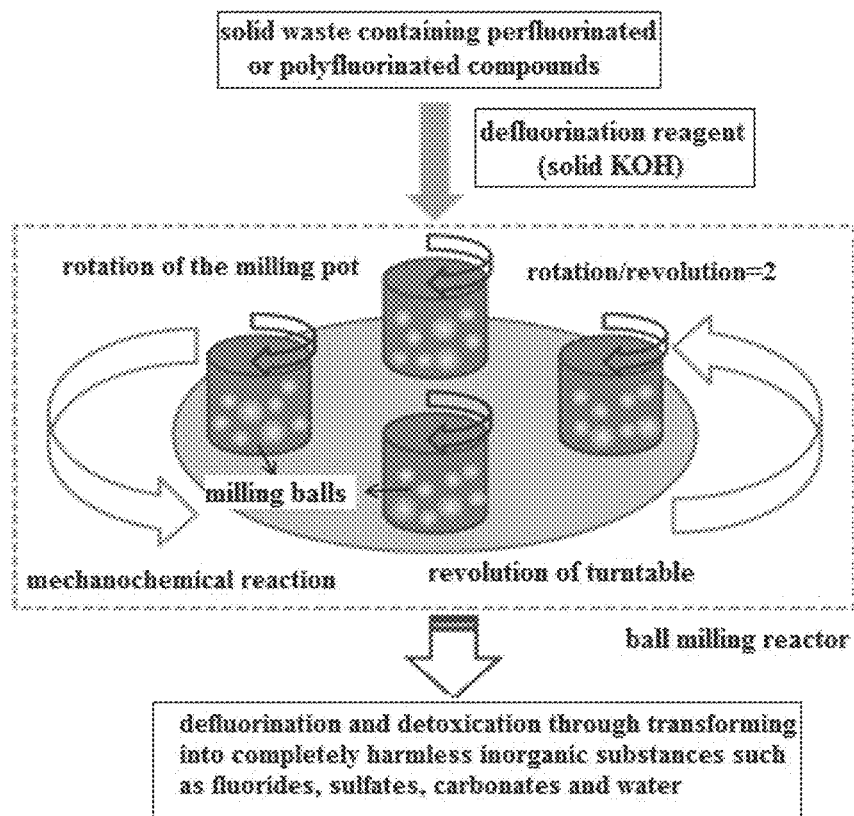 solid waste containing perfluorinated
or polyfluorinated compounds
defluorination reagent
(solid KOH)
rotation of the milling pot
rotation/revolution=2
milling balls
mechanochemical reaction
revolution of turntable
ball milling reactor
defluorination and detoxication through transforming
into completely harmless inorganic substances such
as fluorides, sulfates, carbonates and water